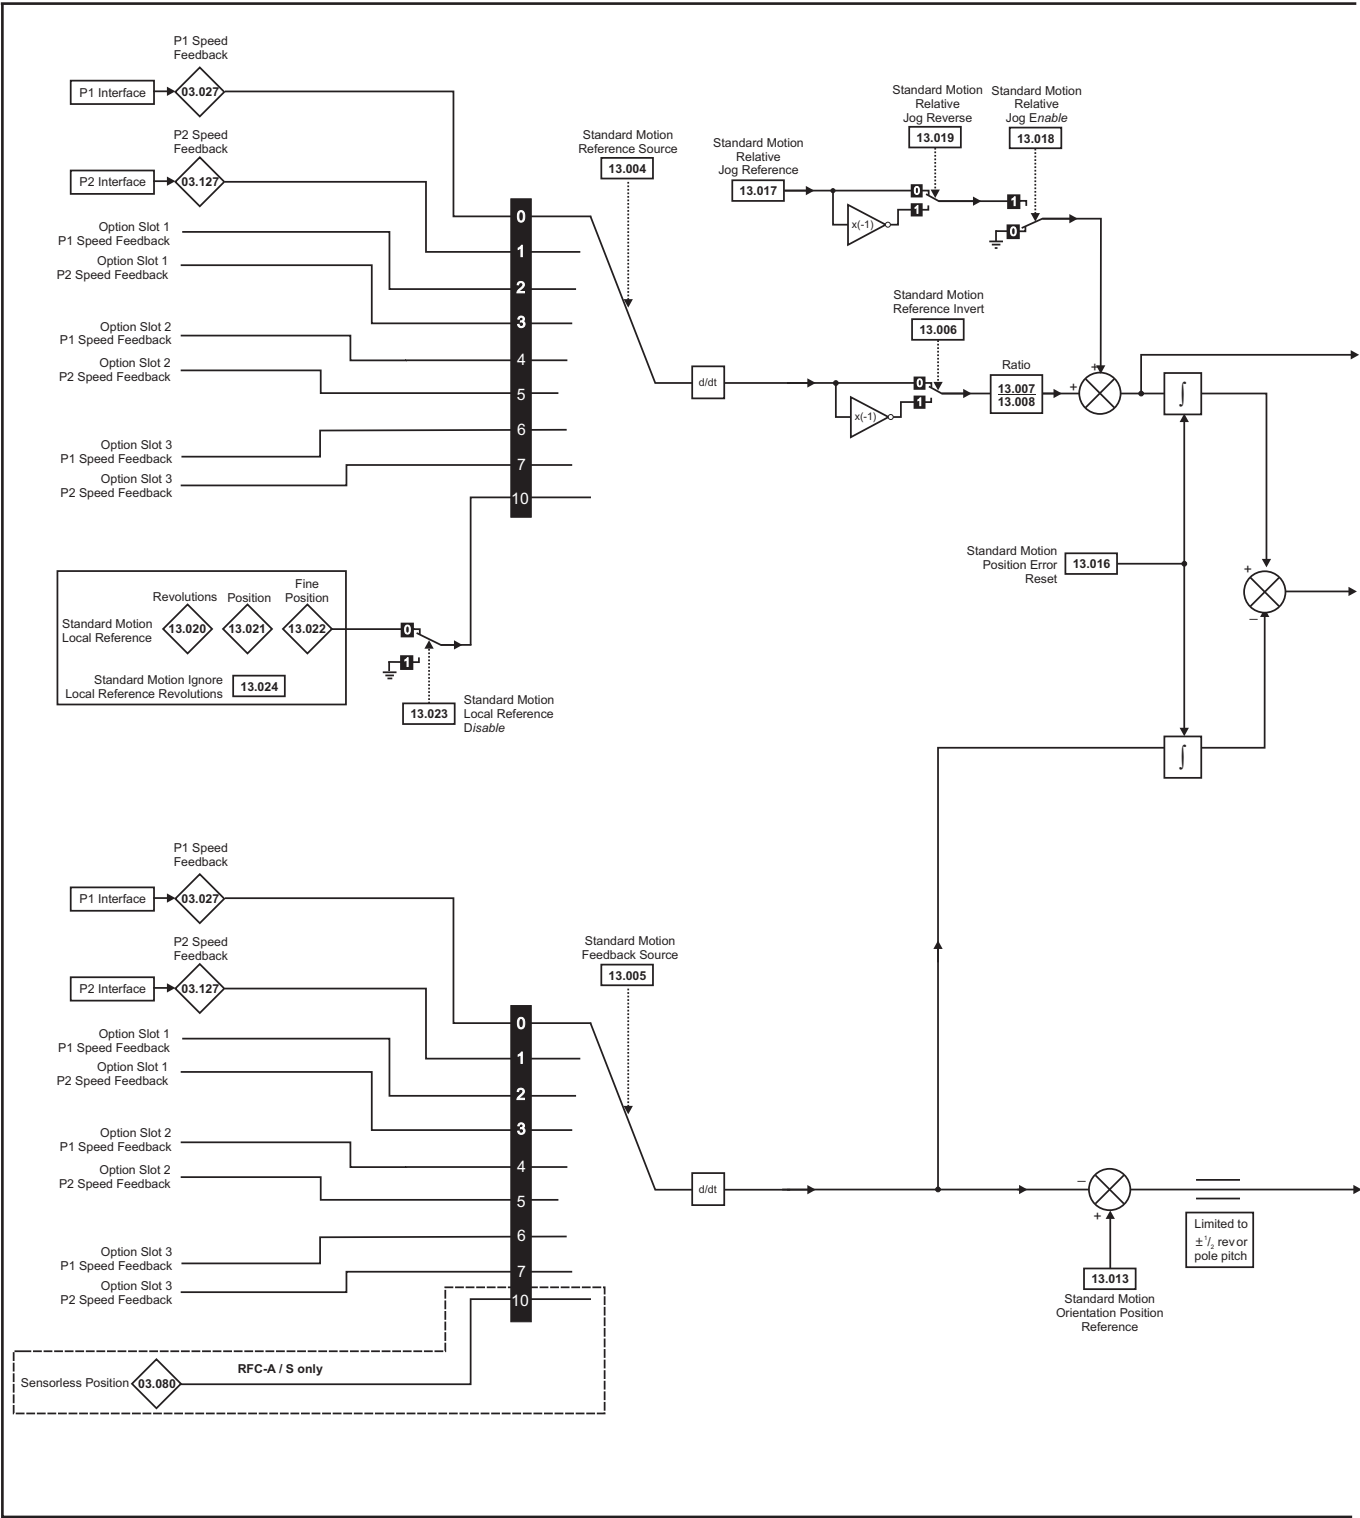 P1 Speed
Feedback
P1 Interface
03.027
P2 Speed
Feedback
P2 Interface
03.127
Option Slot 1
P1 Speed Feedback
Option Slot 1
P2 Speed Feedback
Option Slot 2
P1 Speed Feedback
Option Slot 2
P2 Speed Feedback
Option Slot 3
P1 Speed Feedback
Option Slot 3
P2 Speed Feedback
0
1
2
3
4
5
6
7
10
Standard Motion
Reference Source
13.004
d/dt
Standard Motion
Relative
Jog Reference
13.017
Standard Motion
Relative
Jog Reverse
13.019
Standard Motion
Relative
Jog Enable
13.018
0
1
x(-1)
1
0
Standard Motion
Reference Invert
13.006
0
1
x(-1)
Ratio
13.007
13.008
+
+
∫
Standard Motion
Position Error
Reset
13.016
+
–
∫
Revolutions
Position
Fine
Position
Standard Motion
Local Reference
13.020
13.021
13.022
Standard Motion Ignore
Local Reference Revolutions
13.024
0
1
13.023
Standard Motion
Local Reference
Disable
P1 Speed
Feedback
P1 Interface
03.027
P2 Speed
Feedback
P2 Interface
03.127
Option Slot 1
P1 Speed Feedback
Option Slot 1
P2 Speed Feedback
Option Slot 2
P1 Speed Feedback
Option Slot 2
P2 Speed Feedback
Option Slot 3
P1 Speed Feedback
Option Slot 3
P2 Speed Feedback
0
1
2
3
4
5
6
7
10
Standard Motion
Feedback Source
13.005
d/dt
–
+
13.013
Standard Motion
Orientation Position
Reference
Limited to
±1/2 rev or
pole pitch
RFC-A / S only
Sensorless Position
03.080